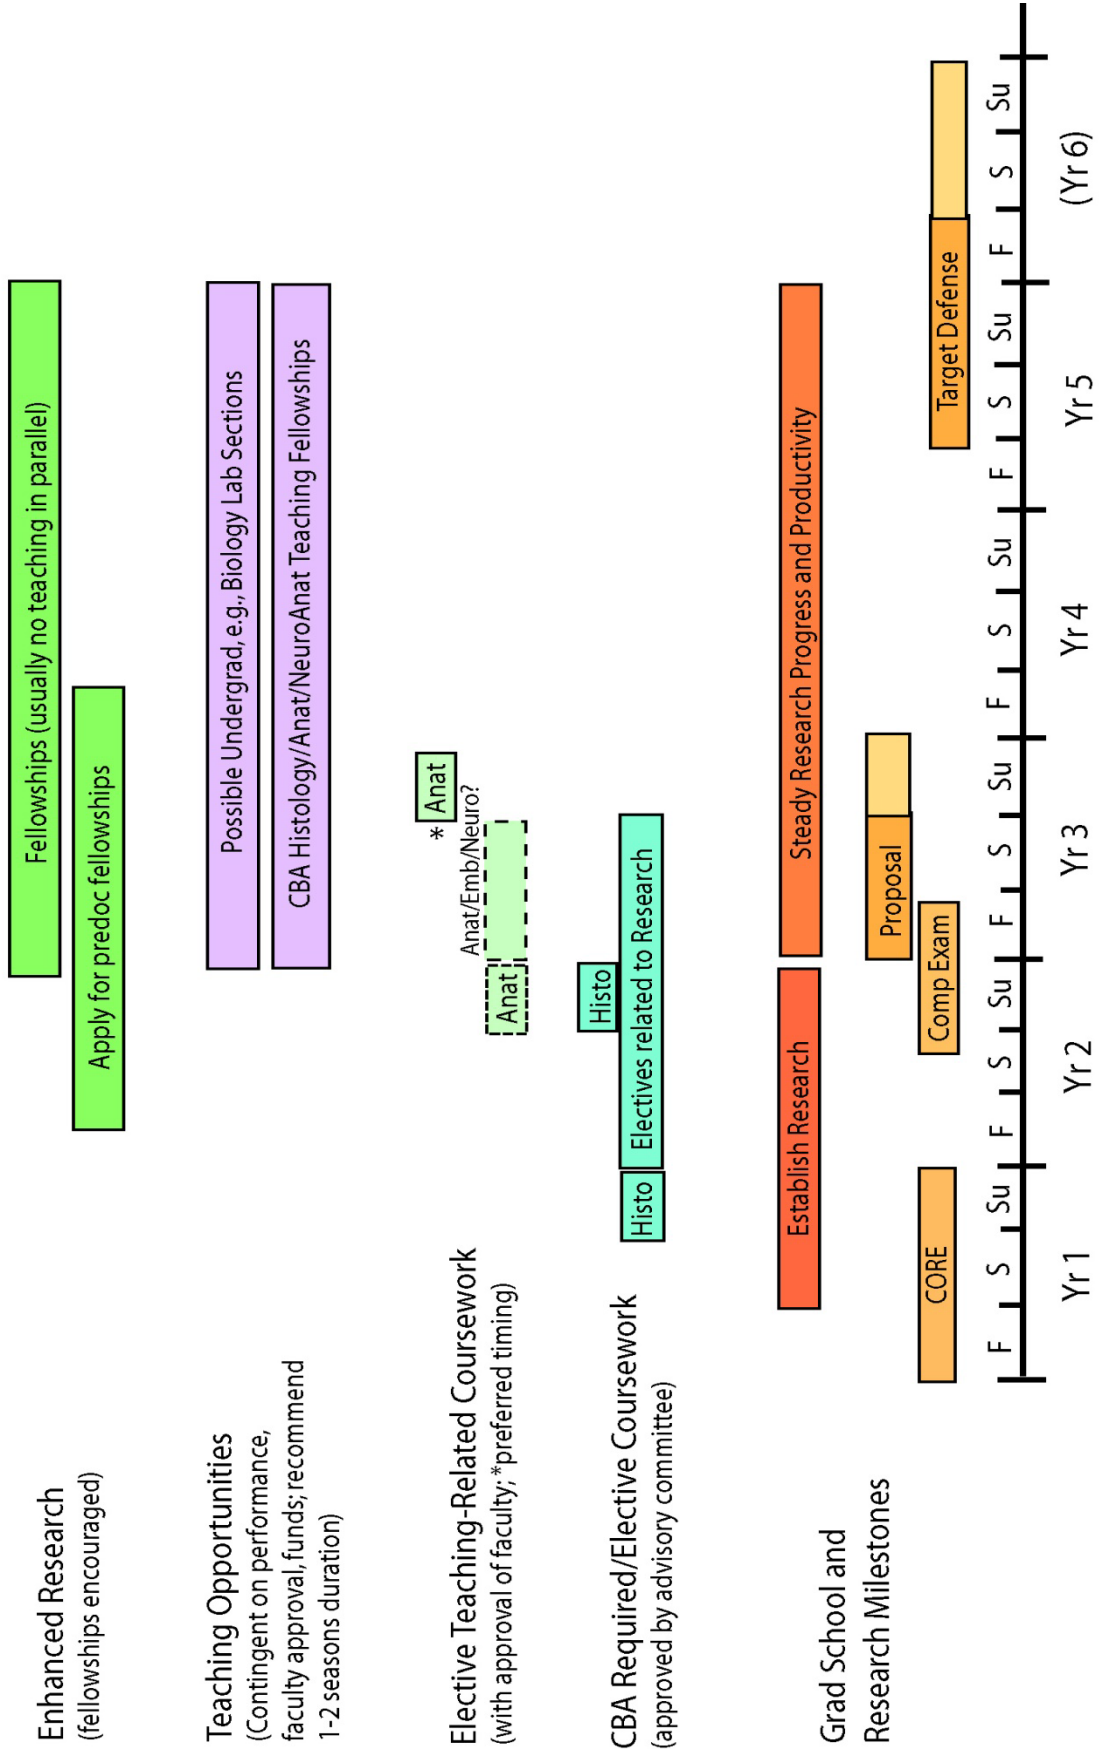 Enhanced Research
(fellowships encouraged)
Fellowships (usually no teaching in parallel)
Apply for predoc fellowships
Teaching Opportunities
(Contingent on performance,
faculty approval, funds; recommend
1-2 seasons duration)
Possible Undergrad, e.g., Biology Lab Sections
CBA Histology/Anat/NeuroAnat Teaching Fellowships
Elective Teaching-Related Coursework
(with approval of faculty; *preferred timing)
* Anat
Anat/Emb/Neuro?
Anat
CBA Required/Elective Coursework
(approved by advisory committee)
Histo
Histo
Electives related to Research
Grad School and
Research Milestones
Establish Research
Steady Research Progress and Productivity
Proposal
CORE
Comp Exam
Target Defense
F S Su F S Su F S Su F S Su F S Su F S Su
Yr 1 Yr 2 Yr 3 Yr 4 Yr 5 (Yr 6)